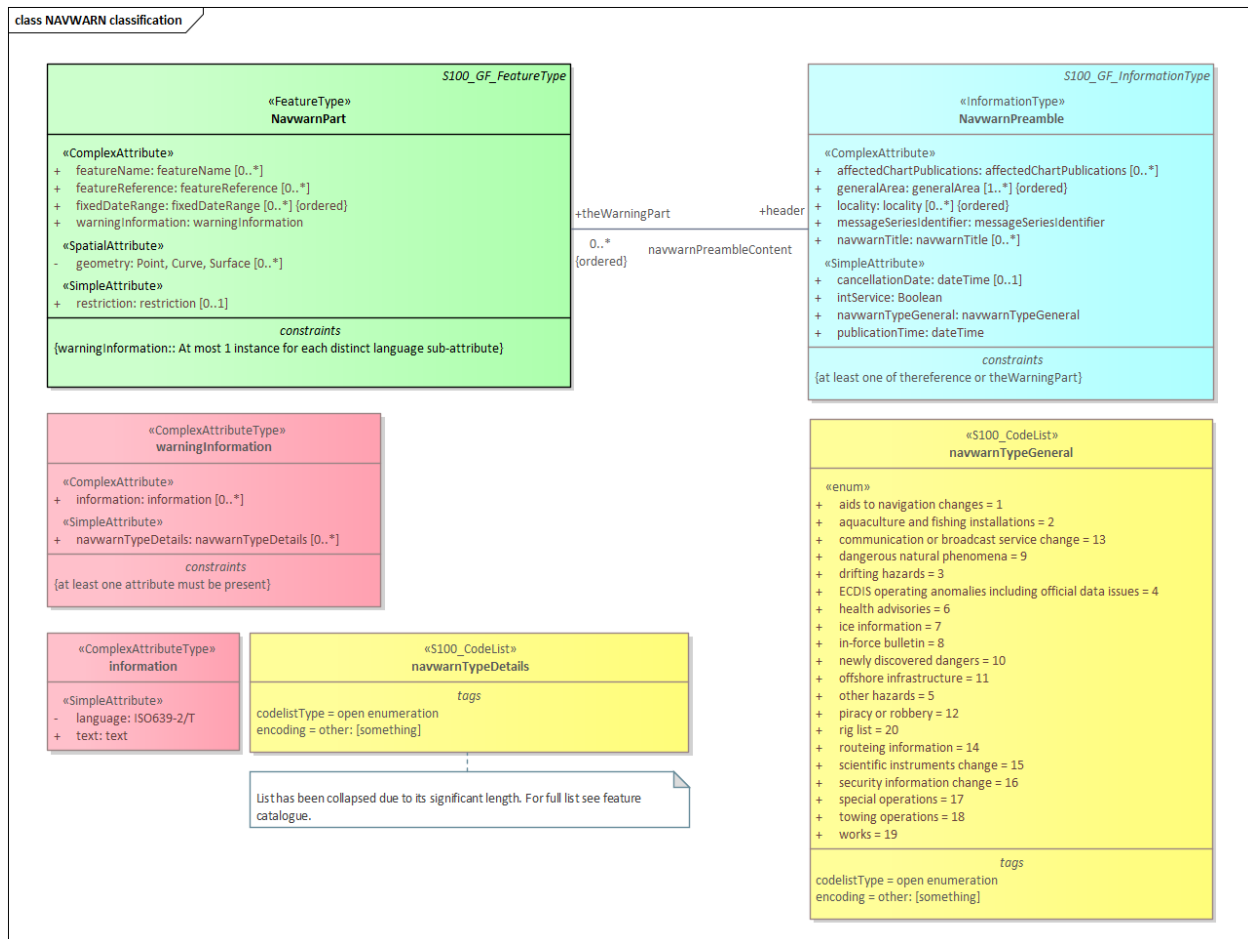 class NAVWARN classification
S100_GF_FeatureType
«FeatureType»
NavwarnPart
«ComplexAttribute»
+ featureName: featureName [0..*]
+ featureReference: featureReference [0..*]
+ fixedDateRange: fixedDateRange [0..*] {ordered}
+ warningInformation: warningInformation
«SpatialAttribute»
- geometry: Point, Curve, Surface [0..*]
«SimpleAttribute»
+ restriction: restriction [0..1]
constraints
{warningInformation:: At most 1 instance for each distinct language sub-attribute}
+theWarningPart
+header
0..*
{ordered}
navwarnPreambleContent
S100_GF_InformationType
«InformationType»
NavwarnPreamble
«ComplexAttribute»
+ affectedChartPublications: affectedChartPublications [0..*]
+ generalArea: generalArea [1..*] {ordered}
+ locality: locality [0..*] {ordered}
+ messageSeriesIdentifier: messageSeriesIdentifier
+ navwarnTitle: navwarnTitle [0..*]
«SimpleAttribute»
+ cancellationDate: dateTime [0..1]
+ intService: Boolean
+ navwarnTypeGeneral: navwarnTypeGeneral
+ publicationTime: dateTime
constraints
{at least one of thereference or theWarningPart}
«ComplexAttributeType»
warningInformation
«ComplexAttribute»
+ information: information [0..*]
«SimpleAttribute»
+ navwarnTypeDetails: navwarnTypeDetails [0..*]
constraints
{at least one attribute must be present}
«ComplexAttributeType»
information
«SimpleAttribute»
- language: ISO639-2/T
+ text: text
«S100_CodeList»
navwarnTypeDetails
tags
codelistType = open enumeration
encoding = other: [something]
List has been collapsed due to its significant length. For full list see feature
catalogue.
«S100_CodeList»
navwarnTypeGeneral
«enum»
+ aids to navigation changes = 1
+ aquaculture and fishing installations = 2
+ communication or broadcast service change = 13
+ dangerous natural phenomena = 9
+ drifting hazards = 3
+ ECDIS operating anomalies including official data issues = 4
+ health advisories = 6
+ ice information = 7
+ in-force bulletin = 8
+ newly discovered dangers = 10
+ offshore infrastructure = 11
+ other hazards = 5
+ piracy or robbery = 12
+ rig list = 20
+ routeing information = 14
+ scientific instruments change = 15
+ security information change = 16
+ special operations = 17
+ towing operations = 18
+ works = 19
tags
codelistType = open enumeration
encoding = other: [something]